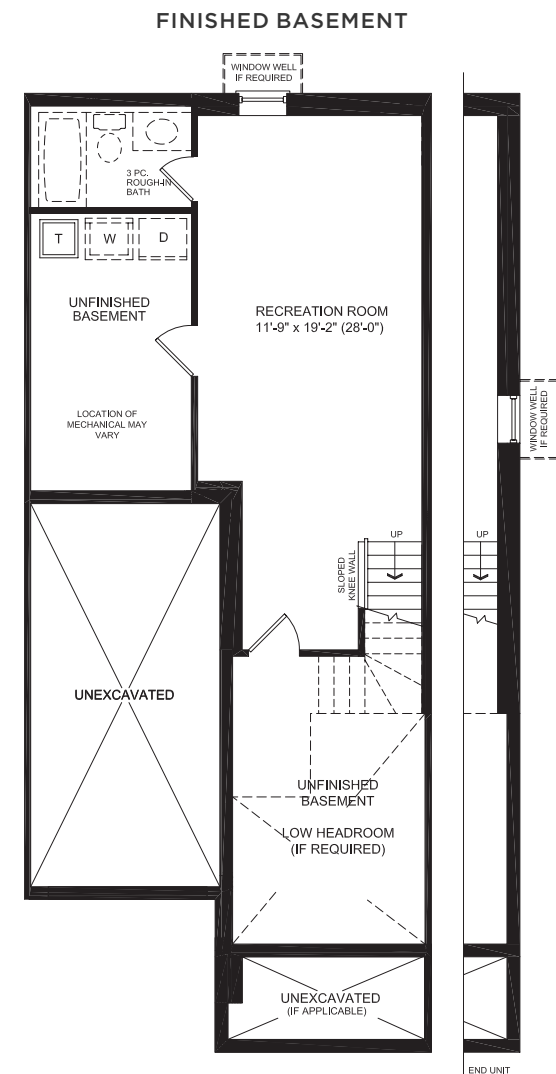 FINISHED BASEMENT
WINDOW WELL
IF REQUIRED
3 PC.
ROUGH-IN
BATH
T
W
D
UNFINISHED
BASEMENT
RECREATION ROOM
11'-9" x 19'-2" (28'-0")
LOCATION OF
MECHANICAL MAY
VARY
WINDOW WELL
IF REQUIRED
UP
UP
SLOPED
KNEE WALL
UNEXCAVATED
UNFINISHED
BASEMENT
LOW HEADROOM
(IF REQUIRED)
UNEXCAVATED
(IF APPLICABLE)
END UNIT